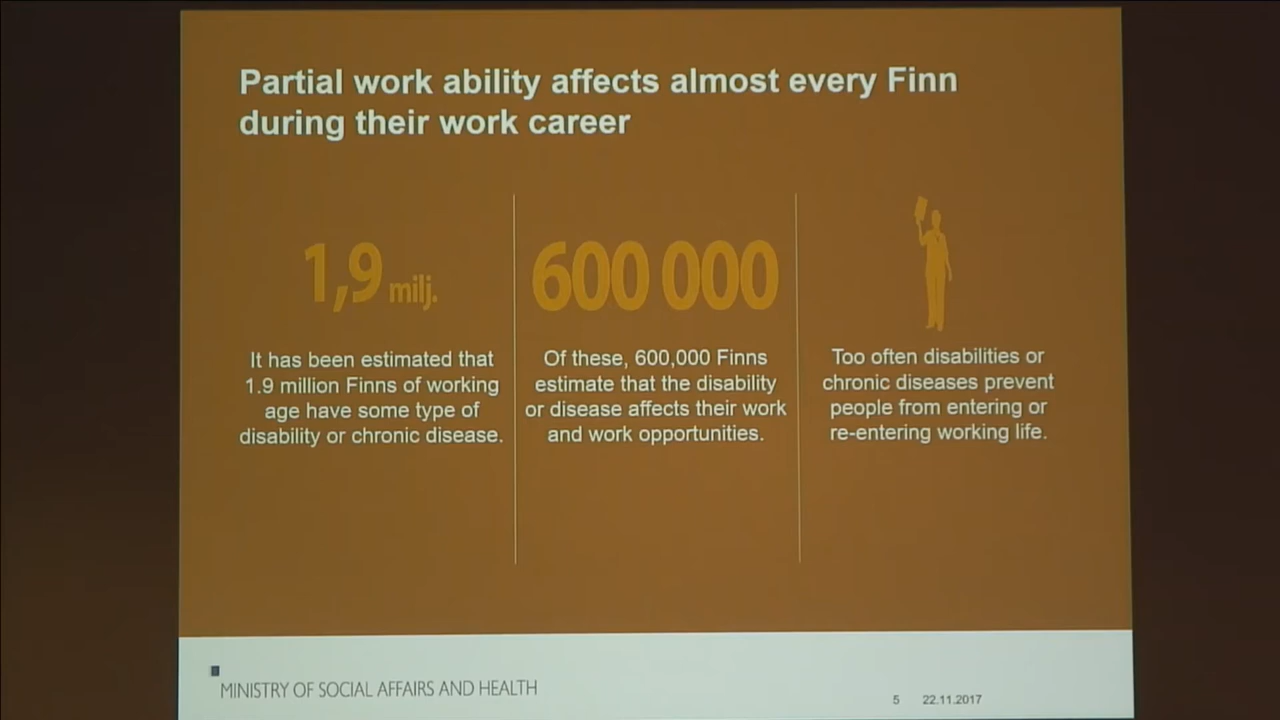 Partial work ability affects almost every Finn
during their work career
1,9 milj.
It has been estimated that
1.9 million Finns of working
age have some type of
disability or chronic disease.
600 000
Of these, 600,000 Finns
estimate that the disability
or disease affects their work
and work opportunities.
Too often disabilities or
chronic diseases prevent
people from entering or
re-entering working life.
MINISTRY OF SOCIAL AFFAIRS AND HEALTH
5 22.11.2017